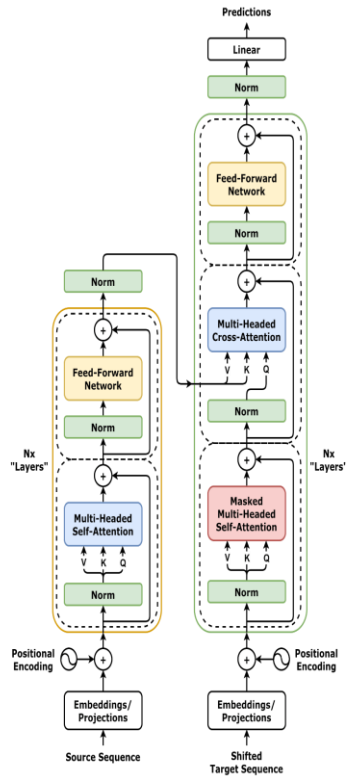 Predictions
Linear
Norm
Feed-Forward
Network
Norm
Multi-Headed
Cross-Attention
V K Q
Norm
Nx
"Layers"
Masked
Multi-Headed
Self-Attention
V K Q
Norm
Positional
Encoding
Embeddings/
Projections
Shifted
Target Sequence
Norm
Feed-Forward
Network
Norm
Nx
"Layers"
Multi-Headed
Self-Attention
V K Q
Norm
Positional
Encoding
Embeddings/
Projections
Source Sequence